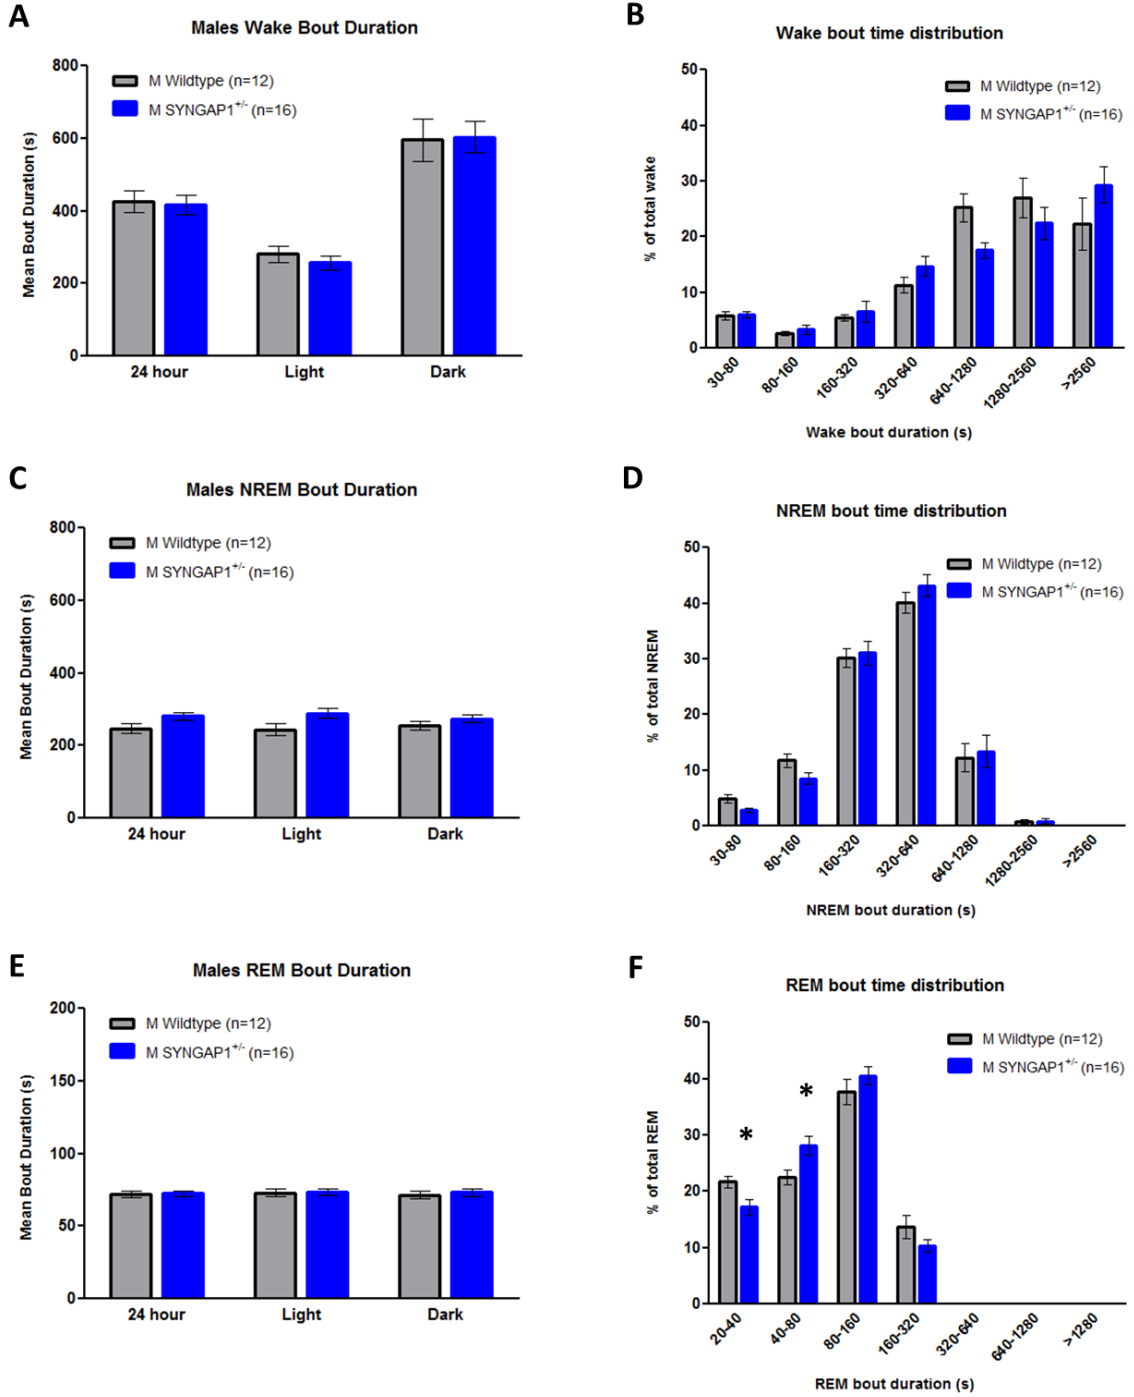 A
Males Wake Bout Duration
M Wildtype (n=12)
M SYNGAP1+/- (n=16)
Mean Bout Duration (s)
800
600
400
200
0
24 hour Light Dark
B
Wake bout time distribution
M Wildtype (n=12)
M SYNGAP1+/- (n=16)
% of total wake
50
40
30
20
10
0
30-80 80-160 160-320 320-640 640-1280 1280-2560 >2560
Wake bout duration (s)
C
Males NREM Bout Duration
M Wildtype (n=12)
M SYNGAP1+/- (n=16)
Mean Bout Duration (s)
800
600
400
200
0
24 hour Light Dark
D
NREM bout time distribution
M Wildtype (n=12)
M SYNGAP1+/- (n=16)
% of total NREM
50
40
30
20
10
0
30-80 80-160 160-320 320-640 640-1280 1280-2560 >2560
NREM bout duration (s)
E
Males REM Bout Duration
M Wildtype (n=12)
M SYNGAP1+/- (n=16)
Mean Bout Duration (s)
200
150
100
50
0
24 hour Light Dark
F
REM bout time distribution
M Wildtype (n=12)
M SYNGAP1+/- (n=16)
% of total REM
50
40
30
20
10
0
*
*
20-40 40-80 80-160 160-320 320-640 640-1280 >1280
REM bout duration (s)